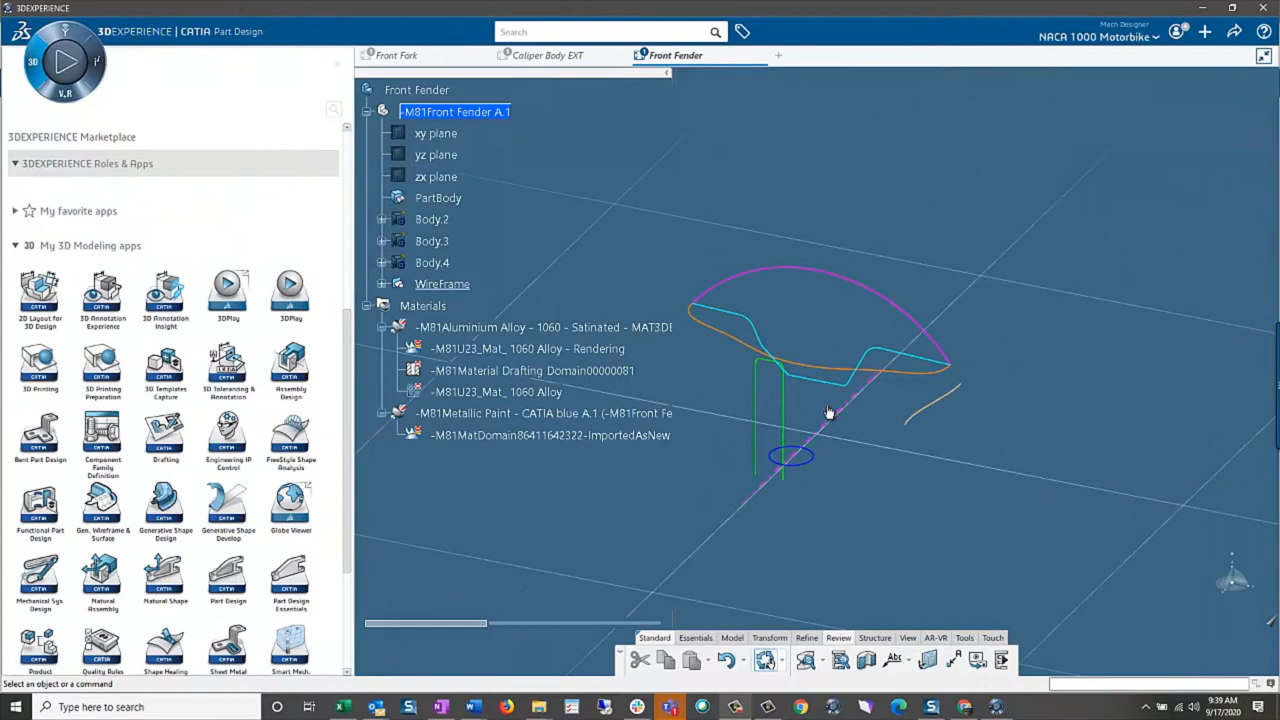 3DEXPERIENCE
3DEXPERIENCE | CATIA Part Design
Search
Mech Designer
NACA 1000 Motorbike
3D
V,R
Front Fork
Caliper Body EXT
Front Fender
3DEXPERIENCE Marketplace
3DEXPERIENCE Roles & Apps
My favorite apps
3D My 3D Modeling apps
2D Layout for 3D Design
3D Annotation Experience
3D Annotation Insight
3DPlay
3DPlay
3D Printing
3D Printing Preparation
3D Templates Capture
3D Tolerancing & Annotation
Assembly Design
Bent Part Design
Component Family Definition
Drafting
Engineering IP Control
FreeStyle Shape Analysis
Functional Part Design
Gen. Wireframe & Surface
Generative Shape Design
Generative Shape Develop
Globe Viewer
Mechanical Sys. Design
Natural Assembly
Natural Shape
Part Design
Part Design Essentials
Product
Quality Rules
Shape Healing
Sheet Metal
Smart Mech.
Front Fender
-M81Front Fender A.1
xy plane
yz plane
zx plane
PartBody
Body.2
Body.3
Body.4
WireFrame
Materials
-M81Aluminium Alloy - 1060 - Satinated - MAT3DE
-M81U23_Mat_ 1060 Alloy - Rendering
-M81Material Drafting Domain00000081
-M81U23_Mat_ 1060 Alloy
-M81Metallic Paint - CATIA blue A.1 (-M81Front Fe
-M81MatDomain86411642322-ImportedAsNew
Standard Essentials Model Transform Refine Review Structure View AR-VR Tools Touch
Select an object or a command
Type here to search
9:39 AM
9/17/2020